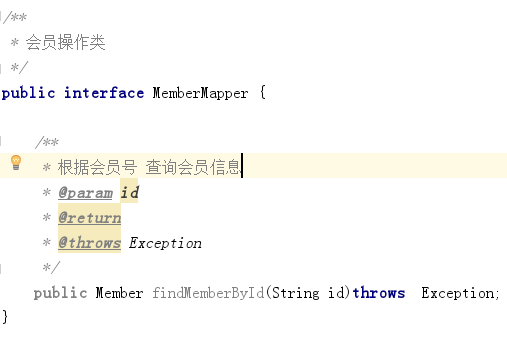 /**
 * 会员操作类
 */
public interface MemberMapper {
/**
 * 根据会员号 查询会员信息
 * @param id
 * @return
 * @throws Exception
 */
public Member findMemberById(String id)throws  Exception;
}